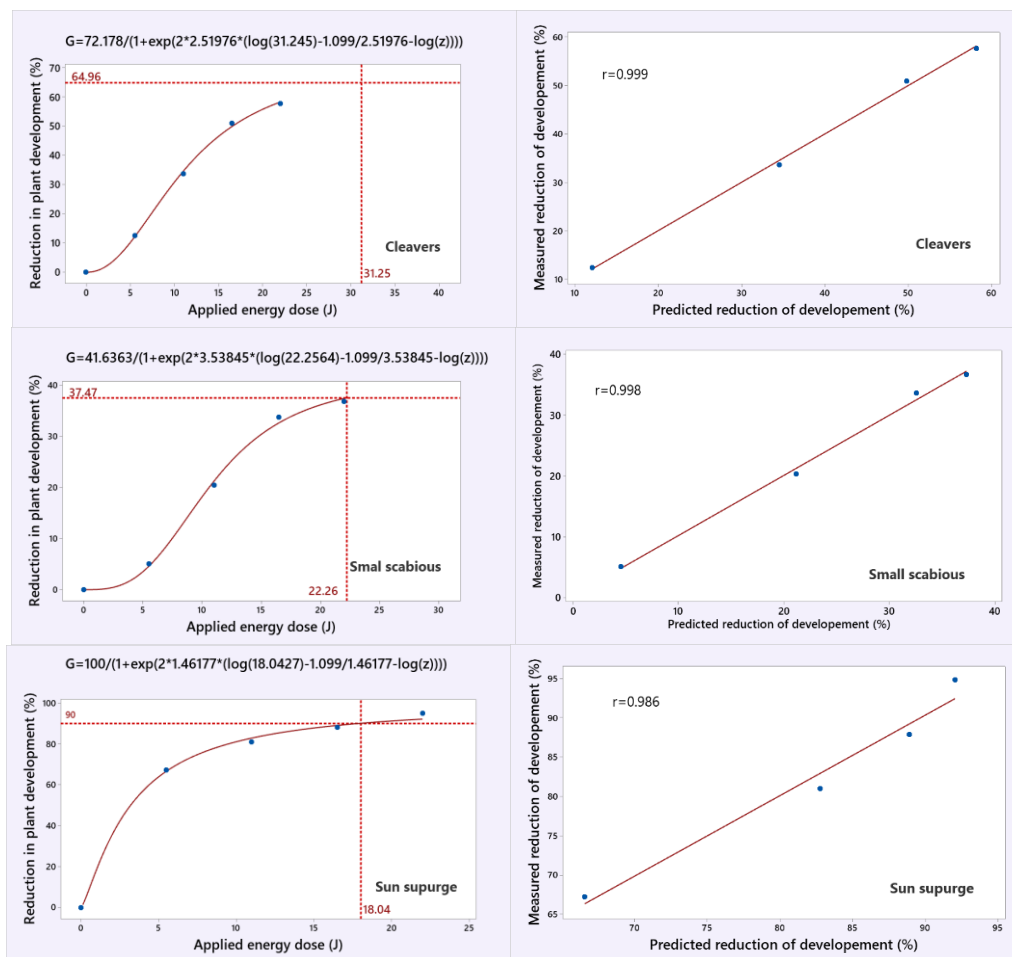 G=72.178/(1+exp(2*2.51976*(log(31.245)-1.099/2.51976-log(z))))
Reduction in plant development (%)
70
60
50
40
30
20
10
0
64.96
31.25
Cleavers
0 5 10 15 20 25 30 35 40
Applied energy dose (J)
Measured reduction of developement (%)
60
50
40
30
20
10
r=0.999
Cleavers
10 20 30 40 50 60
Predicted reduction of developement (%)
G=41.6363/(1+exp(2*3.53845*(log(22.2564)-1.099/3.53845-log(z))))
Reduction in plant development (%)
40
30
20
10
0
37.47
Smal scabious
22.26
0 5 10 15 20 25 30
Applied energy dose (J)
Measured reduction of developement (%)
40
30
20
10
0
r=0.998
Small scabious
0 10 20 30 40
Predicted reduction of developement (%)
G=100/(1+exp(2*1.46177*(log(18.0427)-1.099/1.46177-log(z))))
Reduction in plant development (%)
100
80
60
40
20
0
90
Sun supurge
18.04
0 5 10 15 20 25
Applied energy dose (J)
Measured reduction of developement (%)
95
90
85
80
75
70
65
r=0.986
Sun supurge
70 75 80 85 90 95
Predicted reduction of developement (%)